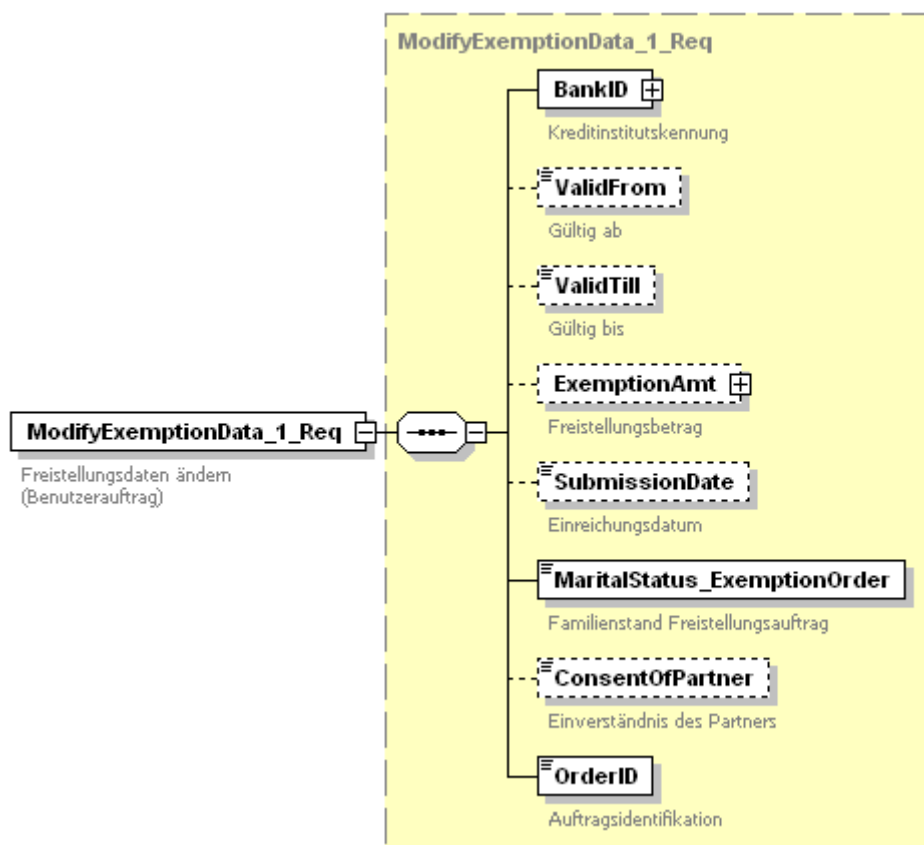 ModifyExemptionData_1_Req
BankID
Kreditinstitutskennung
ValidFrom
Gültig ab
ValidTill
Gültig bis
ExemptionAmt
Freistellungsbetrag
ModifyExemptionData_1_Req
Freistellungsdaten ändern
(Benutzerauftrag)
SubmissionDate
Einreichungsdatum
MaritalStatus_ExemptionOrder
Familienstand Freistellungsauftrag
ConsentOfPartner
Einverständnis des Partners
OrderID
Auftragsidentifikation